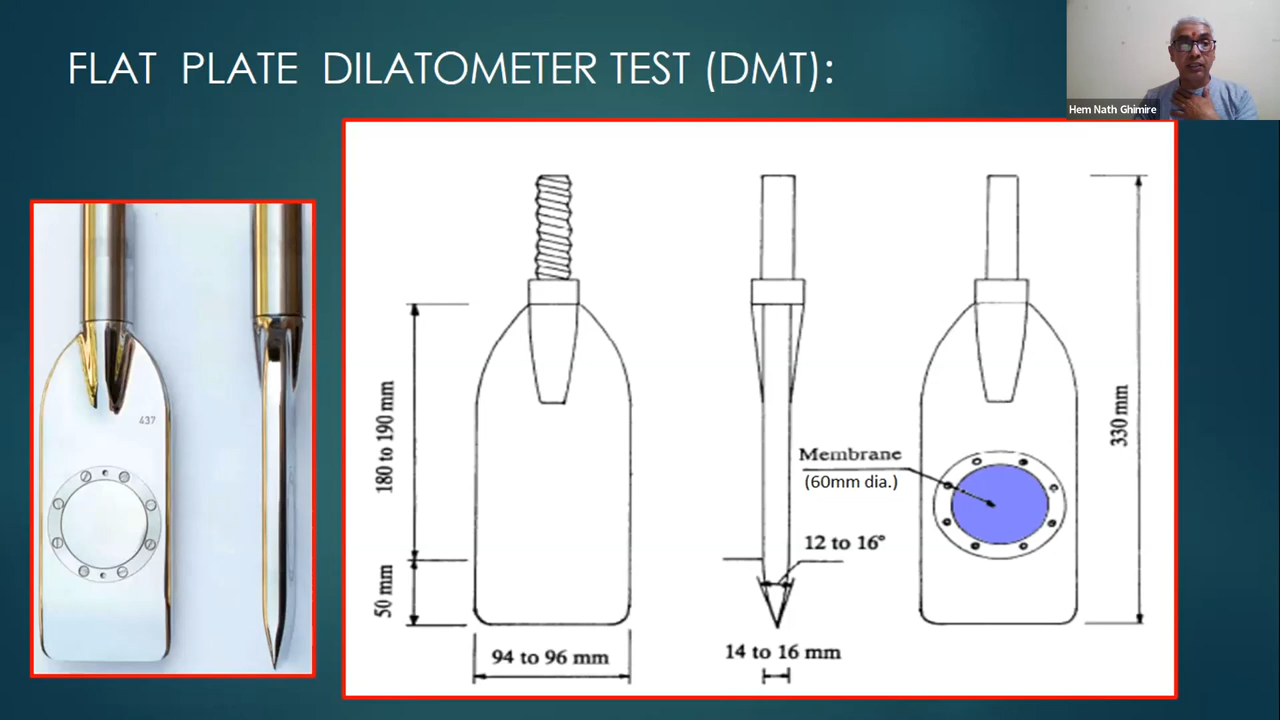 FLAT PLATE DILATOMETER TEST (DMT):
Hem Nath Ghimire
437
180 to 190 mm
50 mm
94 to 96 mm
Membrane
(60mm dia.)
12 to 16°
14 to 16 mm
330 mm